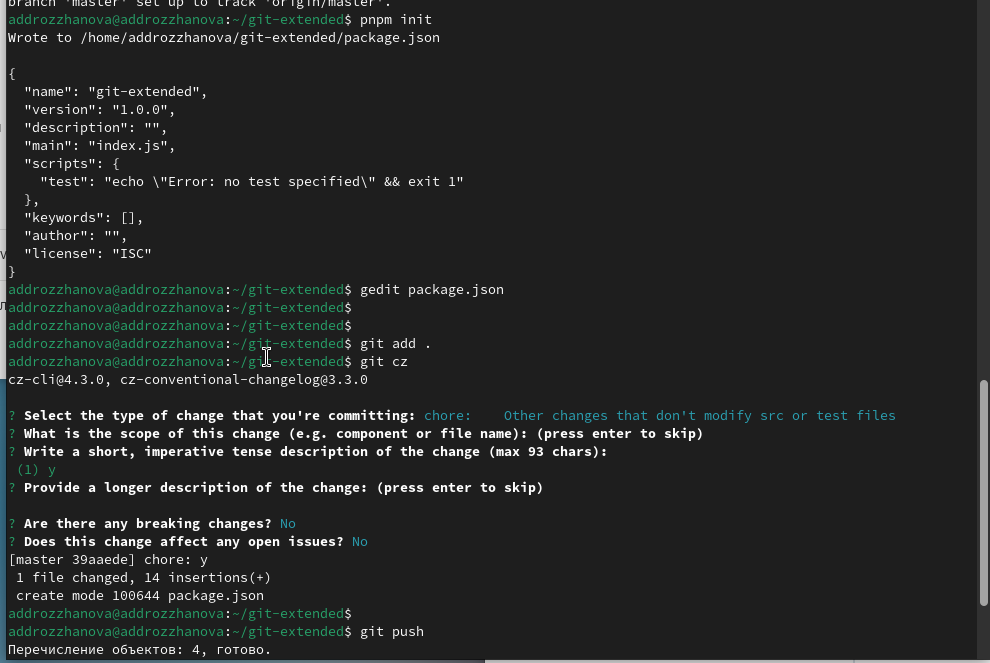 branch 'master' set up to track 'origin/master'.
addrozzhanova@addrozzhanova:~/git-extended$ pnpm init
Wrote to /home/addrozzhanova/git-extended/package.json
{
  "name": "git-extended",
  "version": "1.0.0",
  "description": "",
  "main": "index.js",
  "scripts": {
    "test": "echo \"Error: no test specified\" && exit 1"
  },
  "keywords": [],
  "author": "",
  "license": "ISC"
}
addrozzhanova@addrozzhanova:~/git-extended$ gedit package.json
addrozzhanova@addrozzhanova:~/git-extended$
addrozzhanova@addrozzhanova:~/git-extended$
addrozzhanova@addrozzhanova:~/git-extended$ git add .
addrozzhanova@addrozzhanova:~/git-extended$ git cz
cz-cli@4.3.0, cz-conventional-changelog@3.3.0
? Select the type of change that you're committing: chore:    Other changes that don't modify src or test files
? What is the scope of this change (e.g. component or file name): (press enter to skip)
? Write a short, imperative tense description of the change (max 93 chars):
 (1) y
? Provide a longer description of the change: (press enter to skip)
? Are there any breaking changes? No
? Does this change affect any open issues? No
[master 39aaede] chore: y
 1 file changed, 14 insertions(+)
 create mode 100644 package.json
addrozzhanova@addrozzhanova:~/git-extended$
addrozzhanova@addrozzhanova:~/git-extended$ git push
Перечисление объектов: 4, готово.